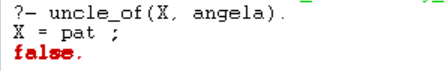 ?- uncle_of(X, angela).
X = pat ;
false.